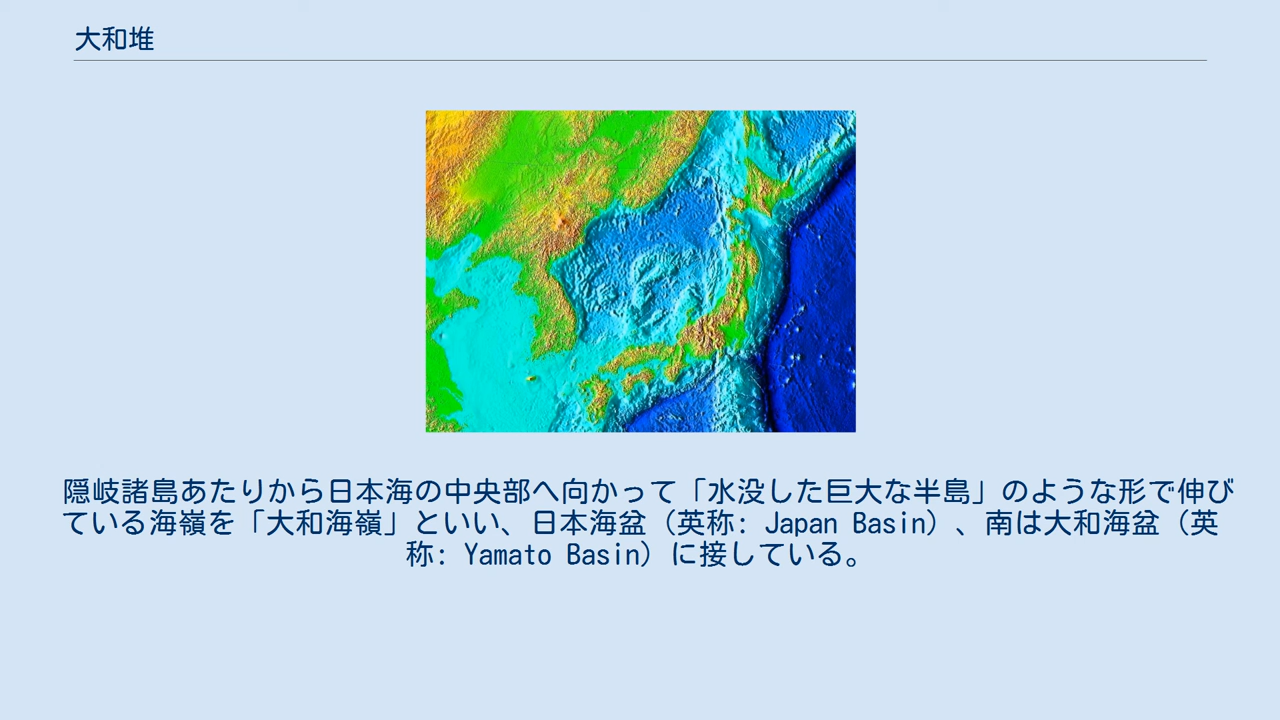 大和堆
隠岐諸島あたりから日本海の中央部へ向かって「水没した巨大な半島」のような形で伸び
ている海嶺を「大和海嶺」といい、日本海盆（英称: Japan Basin）、南は大和海盆（英
称: Yamato Basin）に接している。